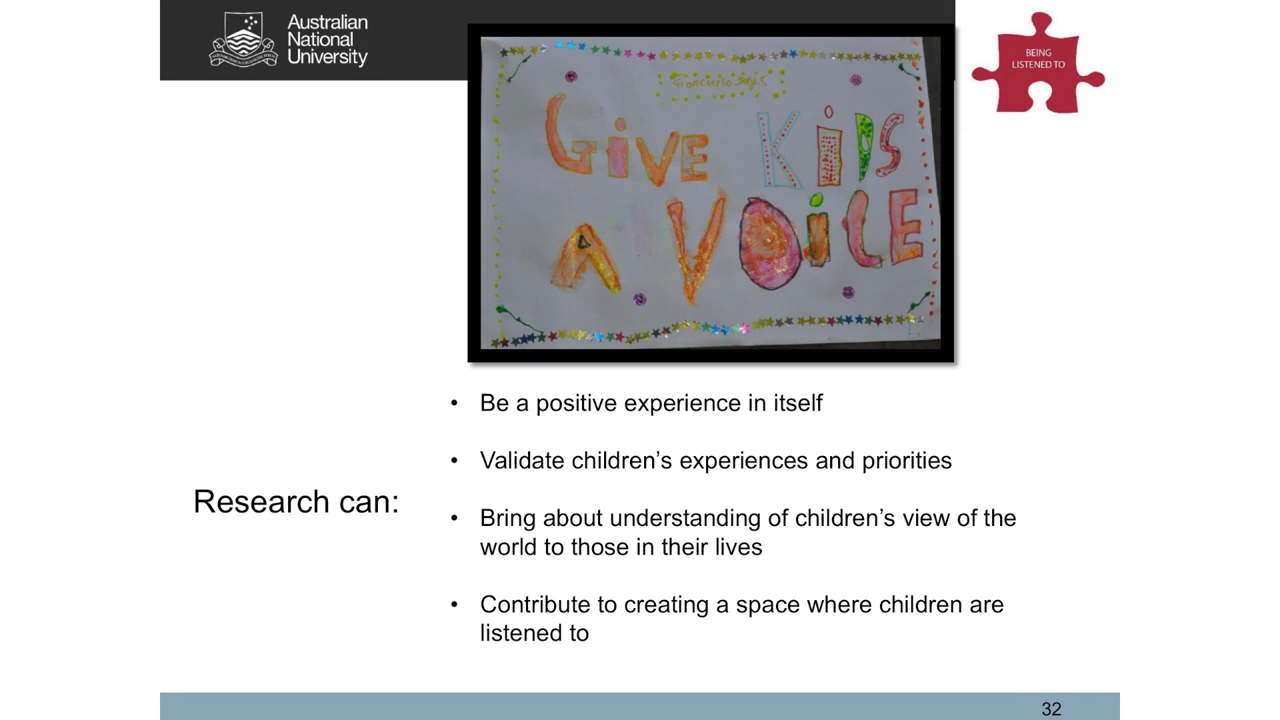 Australian
National
University
BEING
LISTENED TO
GiVE KiDS
A VOiCE
• Be a positive experience in itself
• Validate children’s experiences and priorities
Research can:
• Bring about understanding of children’s view of the
world to those in their lives
• Contribute to creating a space where children are
listened to
32